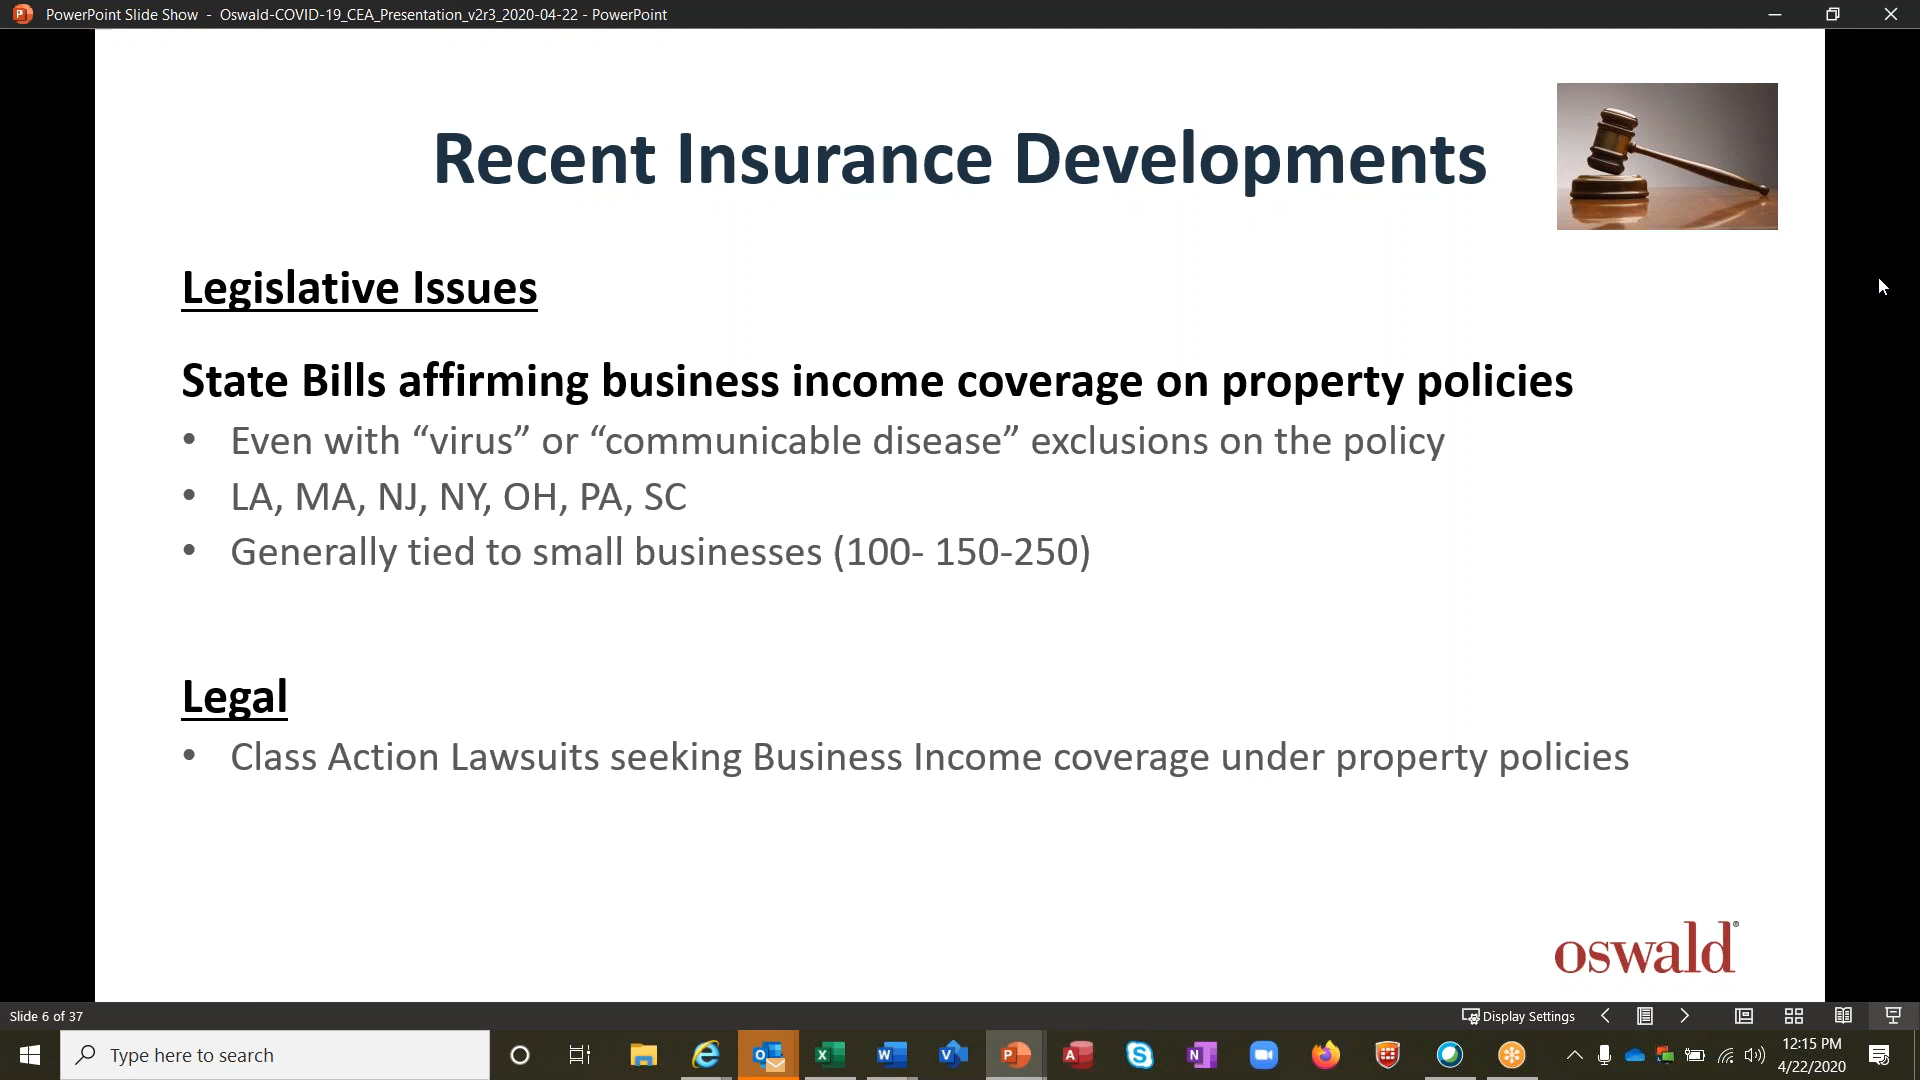 PowerPoint Slide Show - Oswald-COVID-19_CEA_Presentation_v2r3_2020-04-22 - PowerPoint
Recent Insurance Developments
Legislative Issues
State Bills affirming business income coverage on property policies
• Even with “virus” or “communicable disease” exclusions on the policy
• LA, MA, NJ, NY, OH, PA, SC
• Generally tied to small businesses (100- 150-250)
Legal
• Class Action Lawsuits seeking Business Income coverage under property policies
oswald®
Slide 6 of 37
Display Settings
Type here to search
12:15 PM
4/22/2020